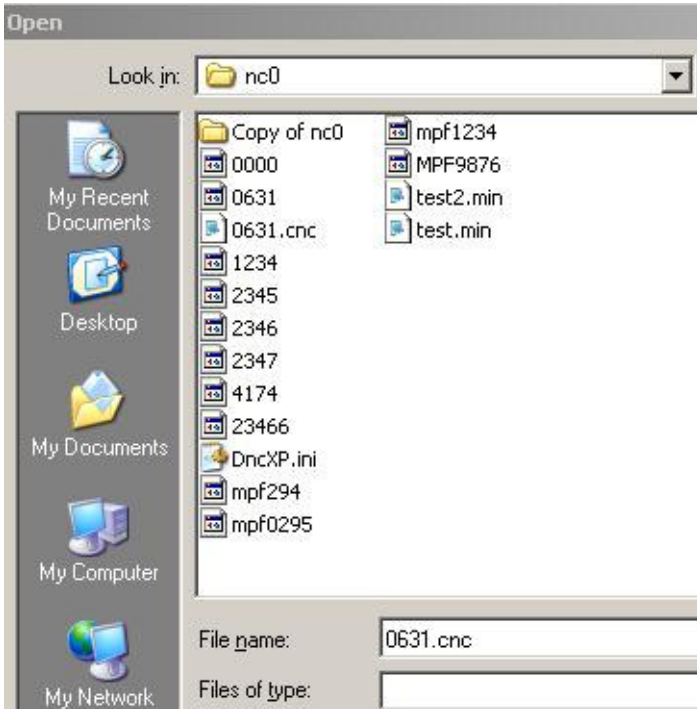 Open
Look in:
nc0
My Recent
Documents
Desktop
My Documents
My Computer
My Network
Copy of nc0
0000
0631
0631.cnc
1234
2345
2346
2347
4174
23466
DncXP.ini
mpf294
mpf0295
mpf1234
MPF9876
test2.min
test.min
File name:
0631.cnc
Files of type: